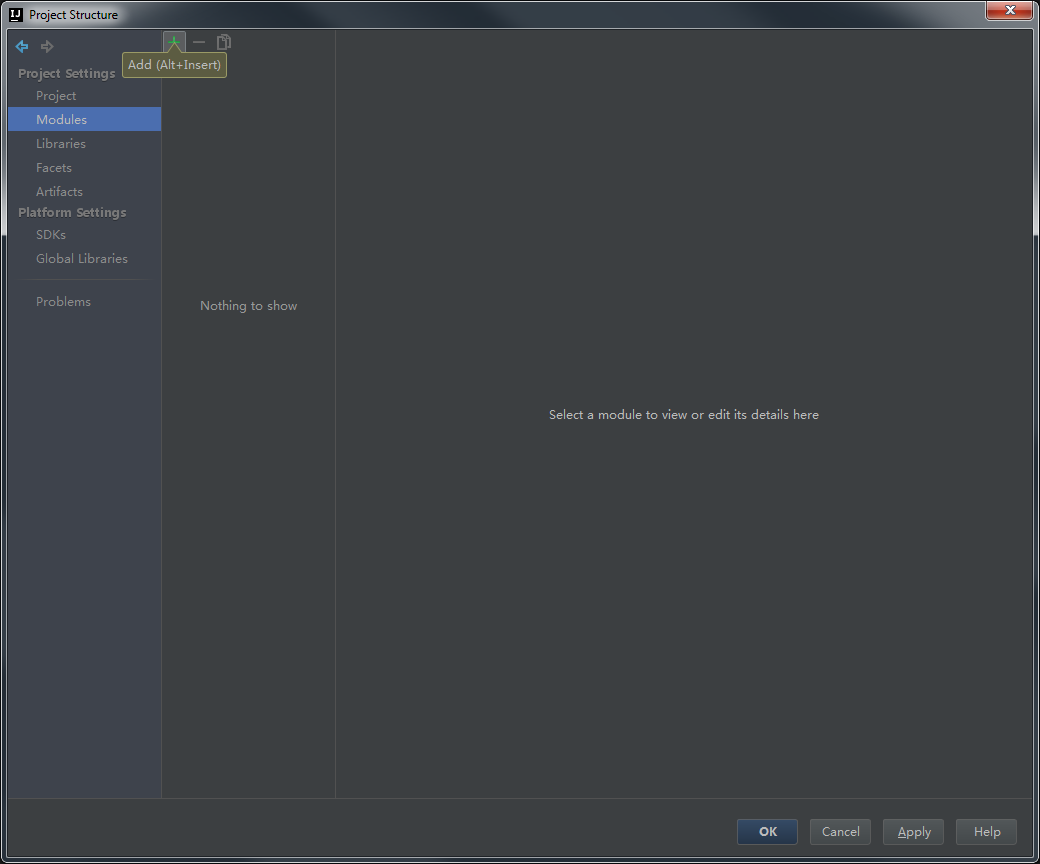 IJ Project Structure
Add (Alt+Insert)
Project Settings
Project
Modules
Libraries
Facets
Artifacts
Platform Settings
SDKs
Global Libraries
Problems
Nothing to show
Select a module to view or edit its details here
OK Cancel Apply Help